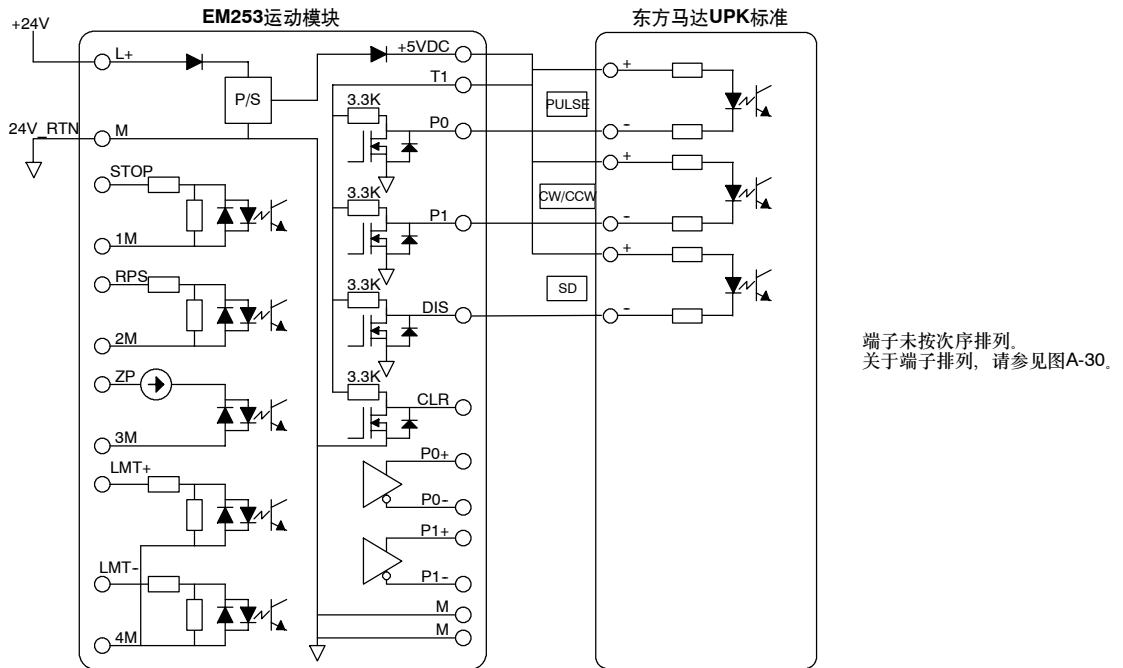 EM253运动模块
东方马达UPK标准
+24V
L+
+5VDC
T1
P/S
3.3K
PULSE
24V_RTN
M
P0
STOP
3.3K
CW/CCW
P1
1M
RPS
3.3K
SD
DIS
2M
ZP
3.3K
CLR
3M
P0+
LMT+
P0-
P1+
LMT-
P1-
M
4M
M
+
-
+
-
+
-
端子未按次序排列。
关于端子排列，请参见图A-30。